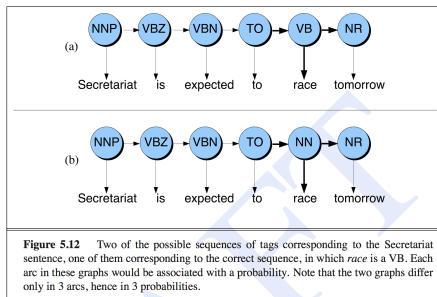 NNP VBZ VBN TO VB NR
(a)
Secretariat is expected to race tomorrow
NNP VBZ VBN TO NN NR
(b)
Secretariat is expected to race tomorrow
Figure 5.12 Two of the possible sequences of tags corresponding to the Secretariat
sentence, one of them corresponding to the correct sequence, in which race is a VB. Each
arc in these graphs would be associated with a probability. Note that the two graphs differ
only in 3 arcs, hence in 3 probabilities.